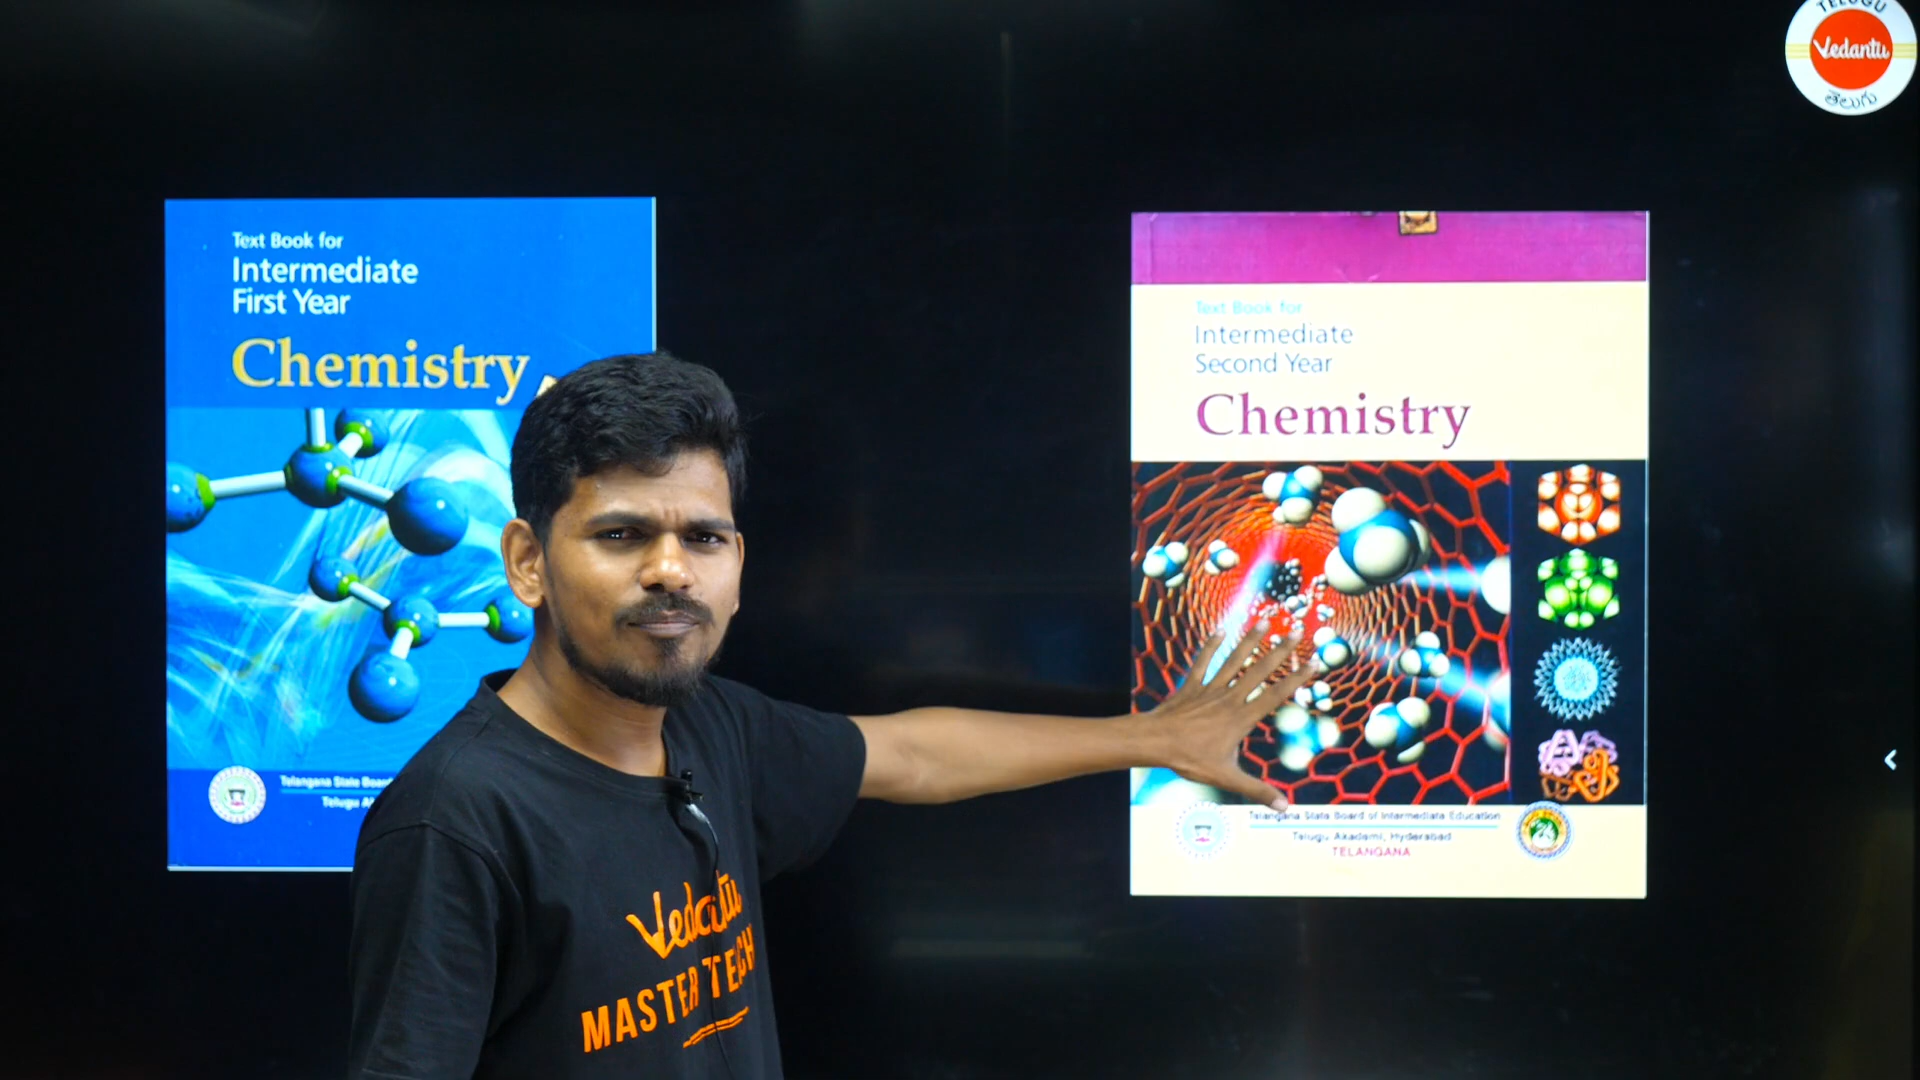 TELUGU
Vedantu
తెలుగు
Text Book for
Intermediate
First Year
Chemistry
Telangana State Board
Telugu
Text Book for
Intermediate
Second Year
Chemistry
Telangana State Board of Intermediate Education
Telugu Akademi, Hyderabad
TELANGANA
Vedantu
MASTER TEACH